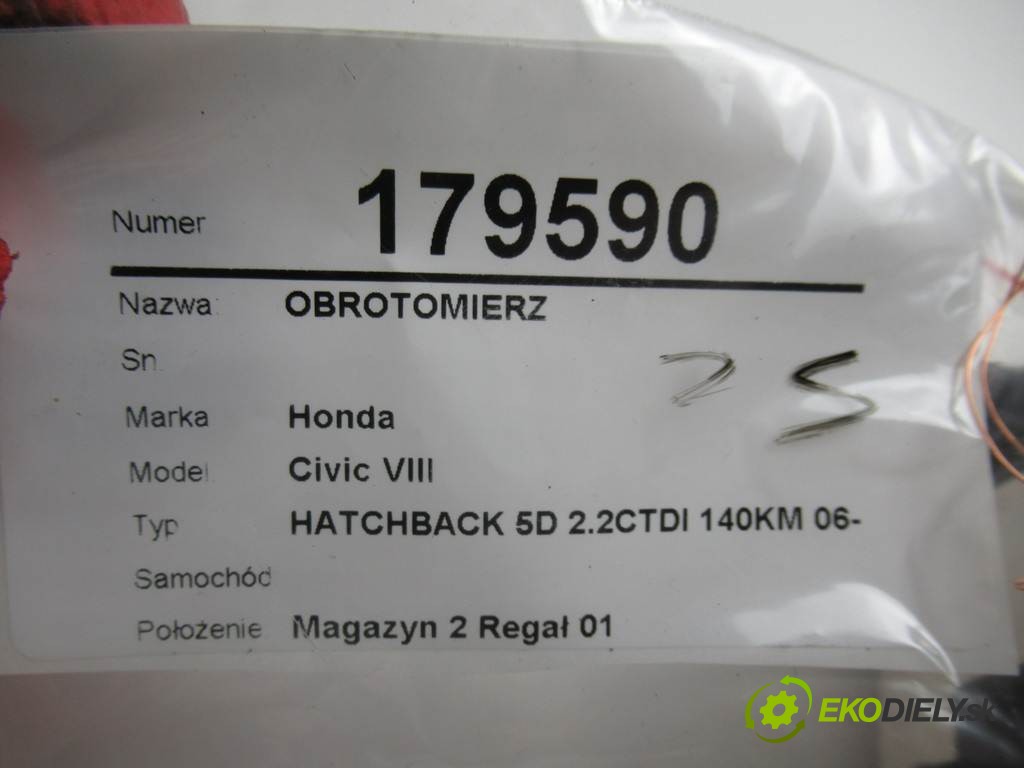 Numer 179590
Nazwa: OBROTOMIERZ
Sn.
25
Marka Honda
Model Civic VIII
Typ HATCHBACK 5D 2.2CTDI 140KM 06-
Samochód
Położenie Magazyn 2 Regał 01
EKODIELY.sk